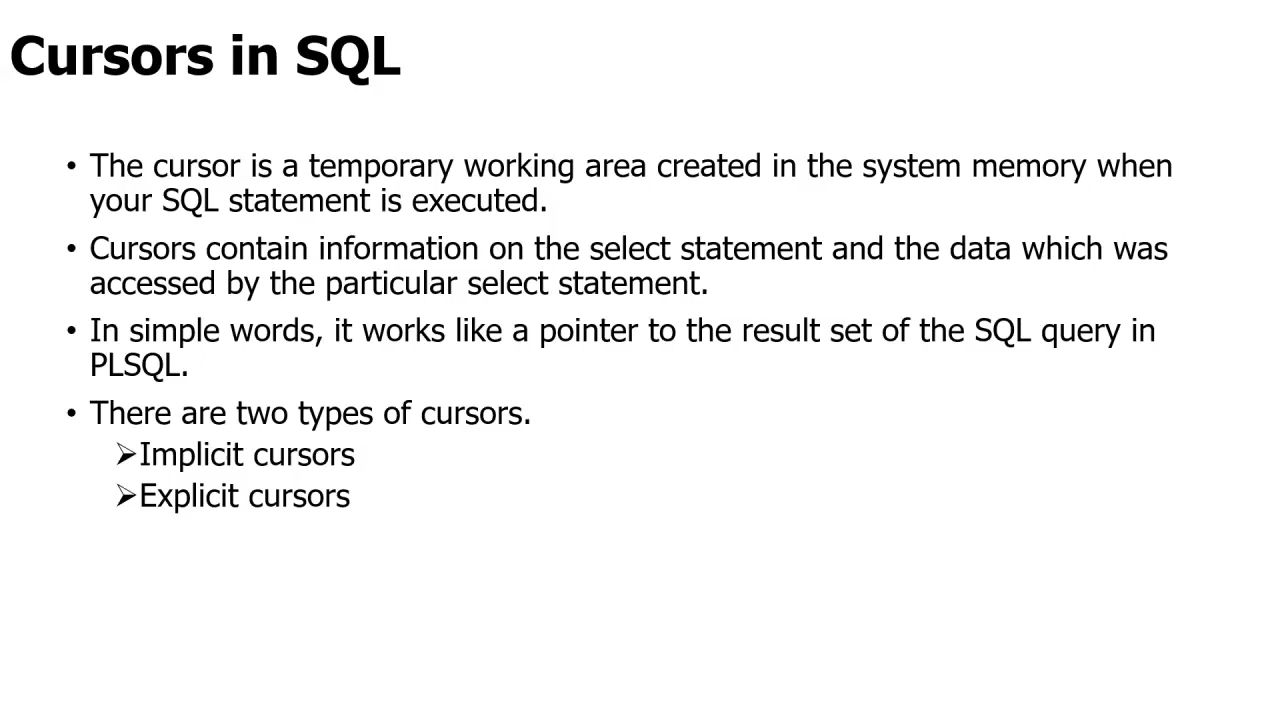 Cursors in SQL
• The cursor is a temporary working area created in the system memory when
your SQL statement is executed.
• Cursors contain information on the select statement and the data which was
accessed by the particular select statement.
• In simple words, it works like a pointer to the result set of the SQL query in
PLSQL.
• There are two types of cursors.
➢Implicit cursors
➢Explicit cursors